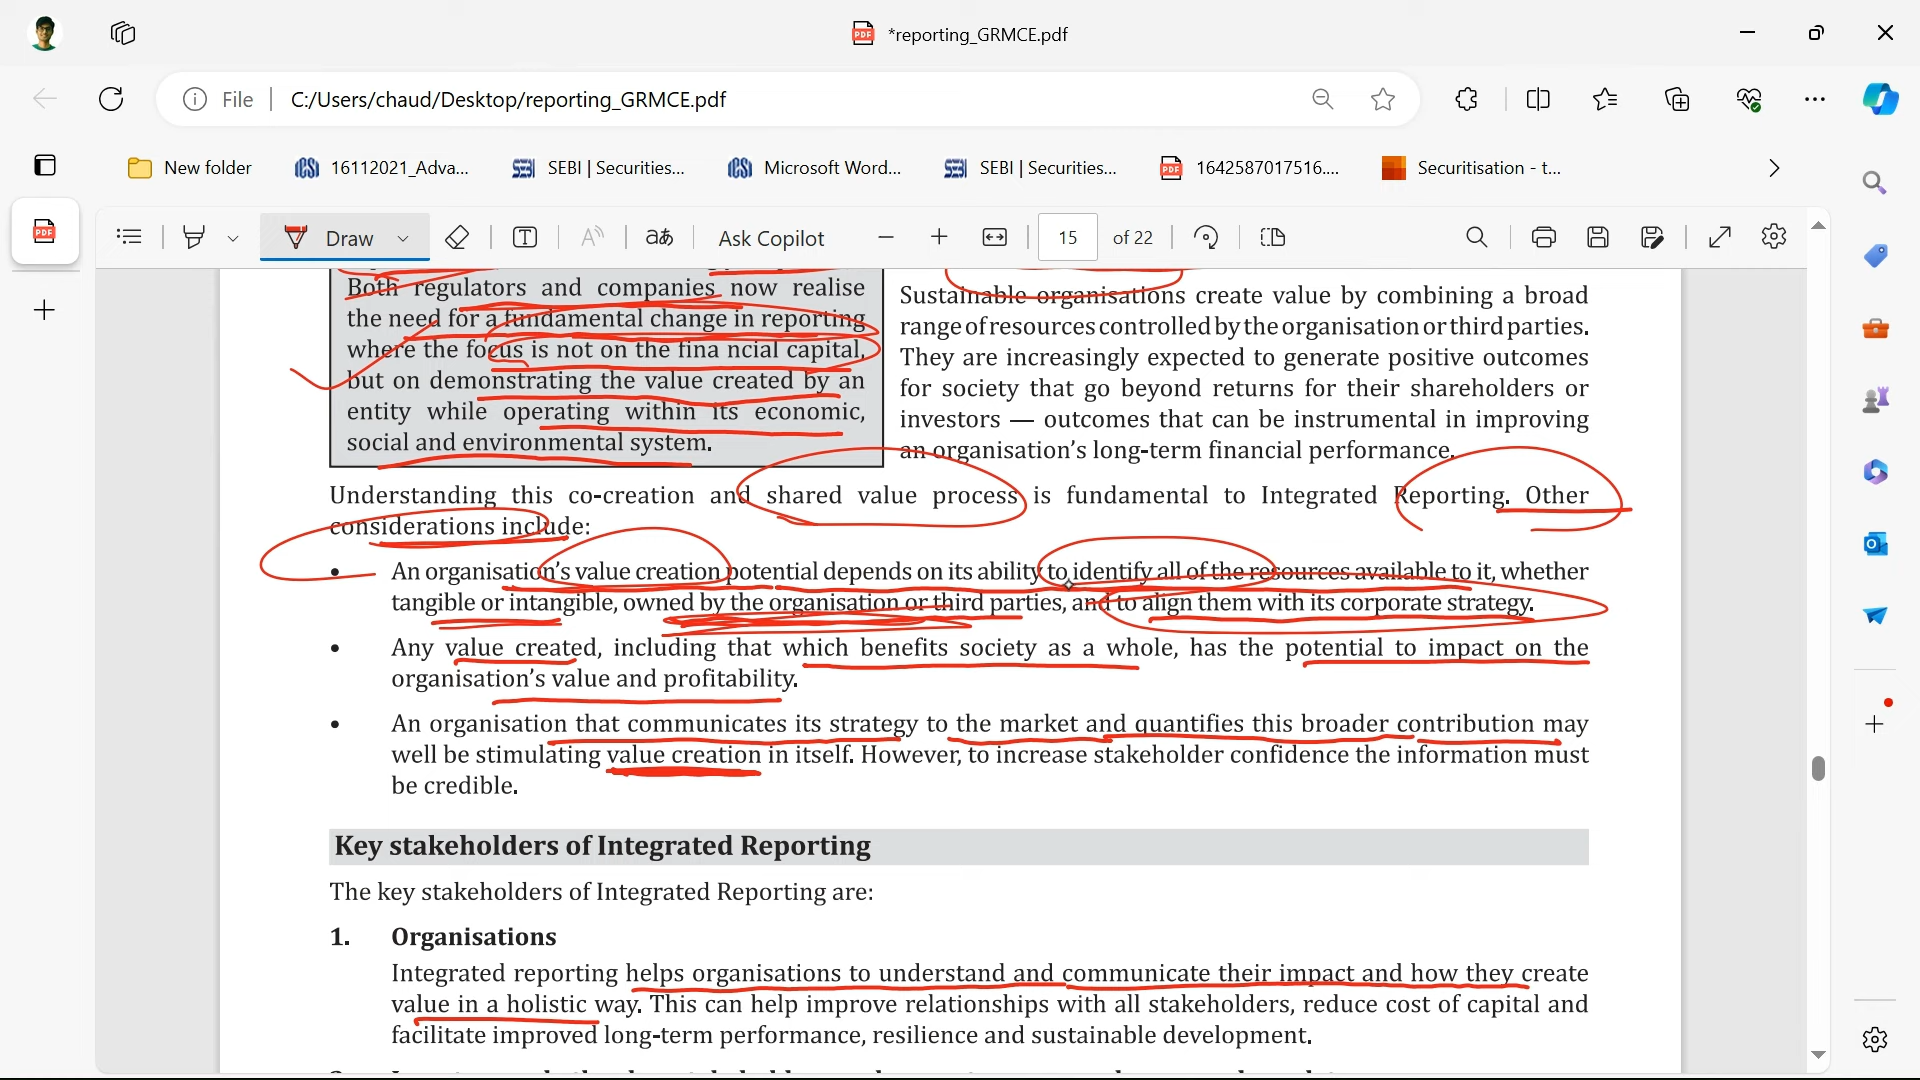 *reporting_GRMCE.pdf
File C:/Users/chaud/Desktop/reporting_GRMCE.pdf
New folder 16112021_Adva... SEBI | Securities... Microsoft Word... SEBI | Securities... 1642587017516.... Securitisation - t...
Draw aあ Ask Copilot 15 of 22
Both regulators and companies now realise
the need for a fundamental change in reporting
where the focus is not on the fina ncial capital,
but on demonstrating the value created by an
entity while operating within its economic,
social and environmental system.
Sustainable organisations create value by combining a broad
range of resources controlled by the organisation or third parties.
They are increasingly expected to generate positive outcomes
for society that go beyond returns for their shareholders or
investors — outcomes that can be instrumental in improving
an organisation's long-term financial performance.
Understanding this co-creation and shared value process is fundamental to Integrated Reporting. Other
considerations include:
• An organisation's value creation potential depends on its ability to identify all of the resources available to it, whether
tangible or intangible, owned by the organisation or third parties, and to align them with its corporate strategy.
• Any value created, including that which benefits society as a whole, has the potential to impact on the
organisation's value and profitability.
• An organisation that communicates its strategy to the market and quantifies this broader contribution may
well be stimulating value creation in itself. However, to increase stakeholder confidence the information must
be credible.
Key stakeholders of Integrated Reporting
The key stakeholders of Integrated Reporting are:
1. Organisations
Integrated reporting helps organisations to understand and communicate their impact and how they create
value in a holistic way. This can help improve relationships with all stakeholders, reduce cost of capital and
facilitate improved long-term performance, resilience and sustainable development.